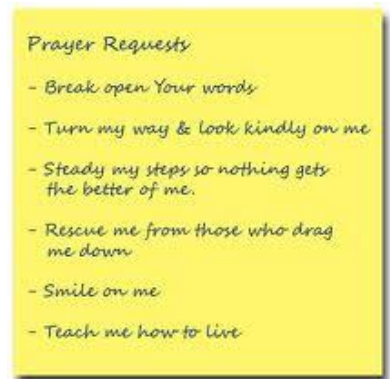 Prayer Requests
- Break open Your words
- Turn my way & look kindly on me
- Steady my steps so nothing gets
the better of me.
- Rescue me from those who drag
me down
- Smile on me
- Teach me how to live